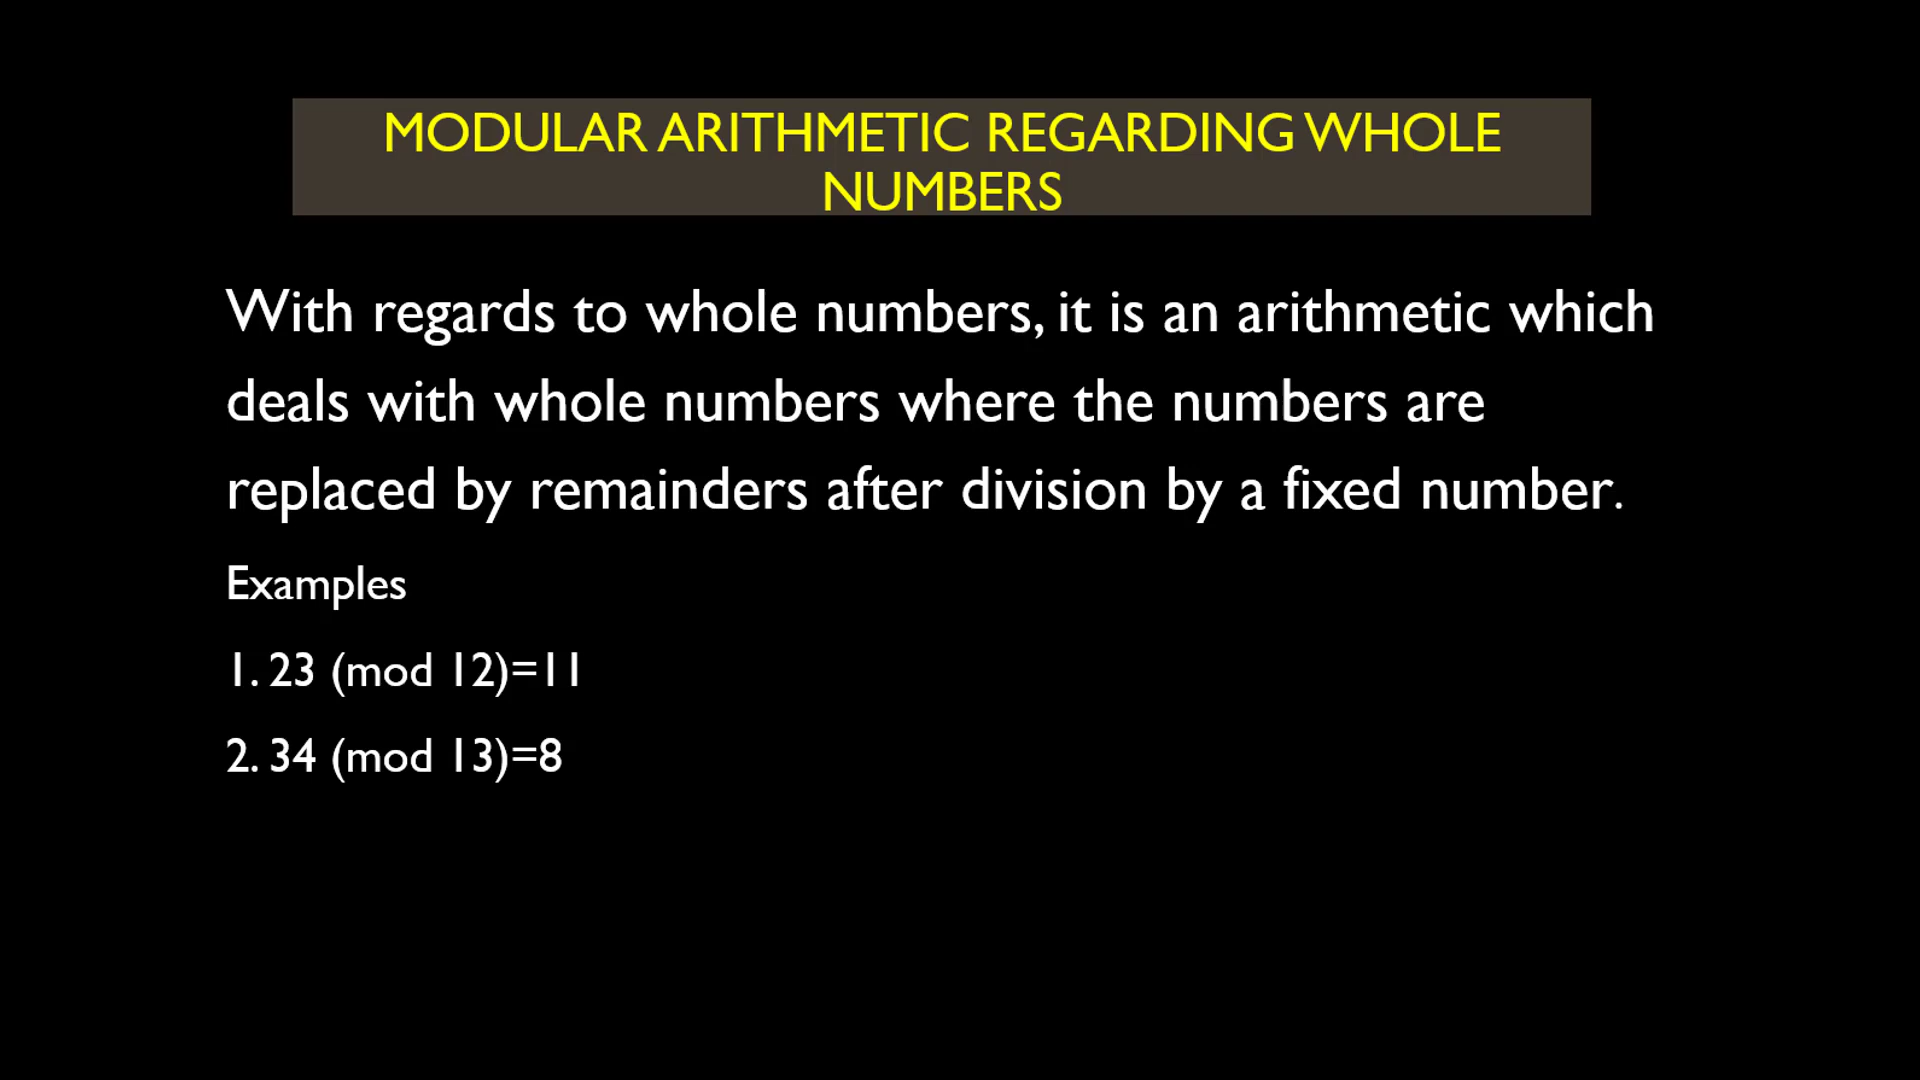 MODULAR ARITHMETIC REGARDING WHOLE
NUMBERS
With regards to whole numbers, it is an arithmetic which
deals with whole numbers where the numbers are
replaced by remainders after division by a fixed number.
Examples
1. 23 (mod 12)=11
2. 34 (mod 13)=8